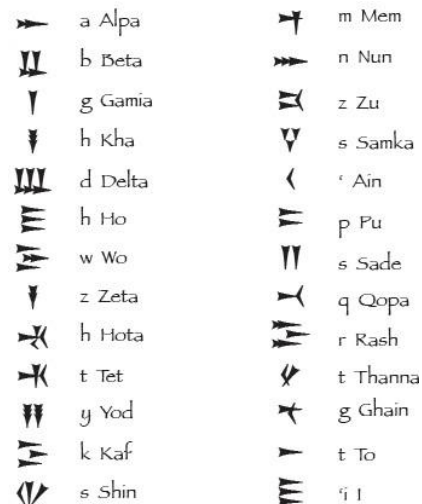 𐎀 a Alpa
𐎁 b Beta
𐎂 g Gamia
𐎃 h Kha
𐎄 d Delta
𐎅 h Ho
𐎆 w Wo
𐎇 z Zeta
𐎈 h Hota
𐎉 t Tet
𐎊 y Yod
𐎋 k Kaf
𐎌 s Shin
𐎎 m Mem
𐎐 n Nun
𐎑 z Zu
𐎒 s Samka
𐎓 ‘ Ain
𐎔 p Pu
𐎕 s Sade
𐎖 q Qopa
𐎗 r Rash
𐎘 t Thanna
𐎙 g Ghain
𐎚 t To
𐎛 ‘i I